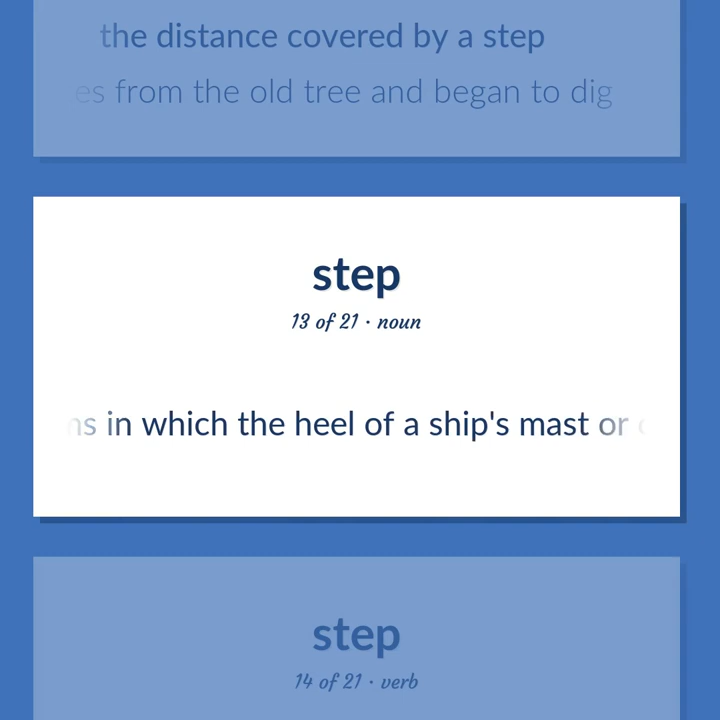 the distance covered by a step
from the old tree and began to dig
step
13 of 21 · noun
in which the heel of a ship's mast or
step
14 of 21 · verb